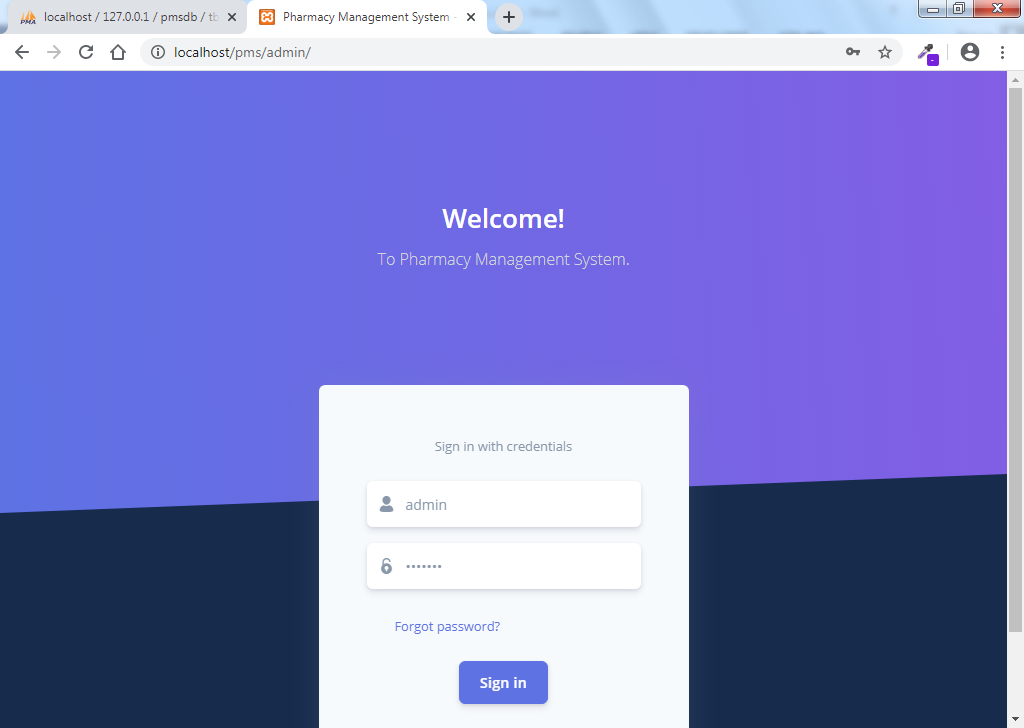 localhost / 127.0.0.1 / pmsdb / tb
Pharmacy Management System
localhost/pms/admin/
Welcome!
To Pharmacy Management System.
Sign in with credentials
admin
•••••••
Forgot password?
Sign in